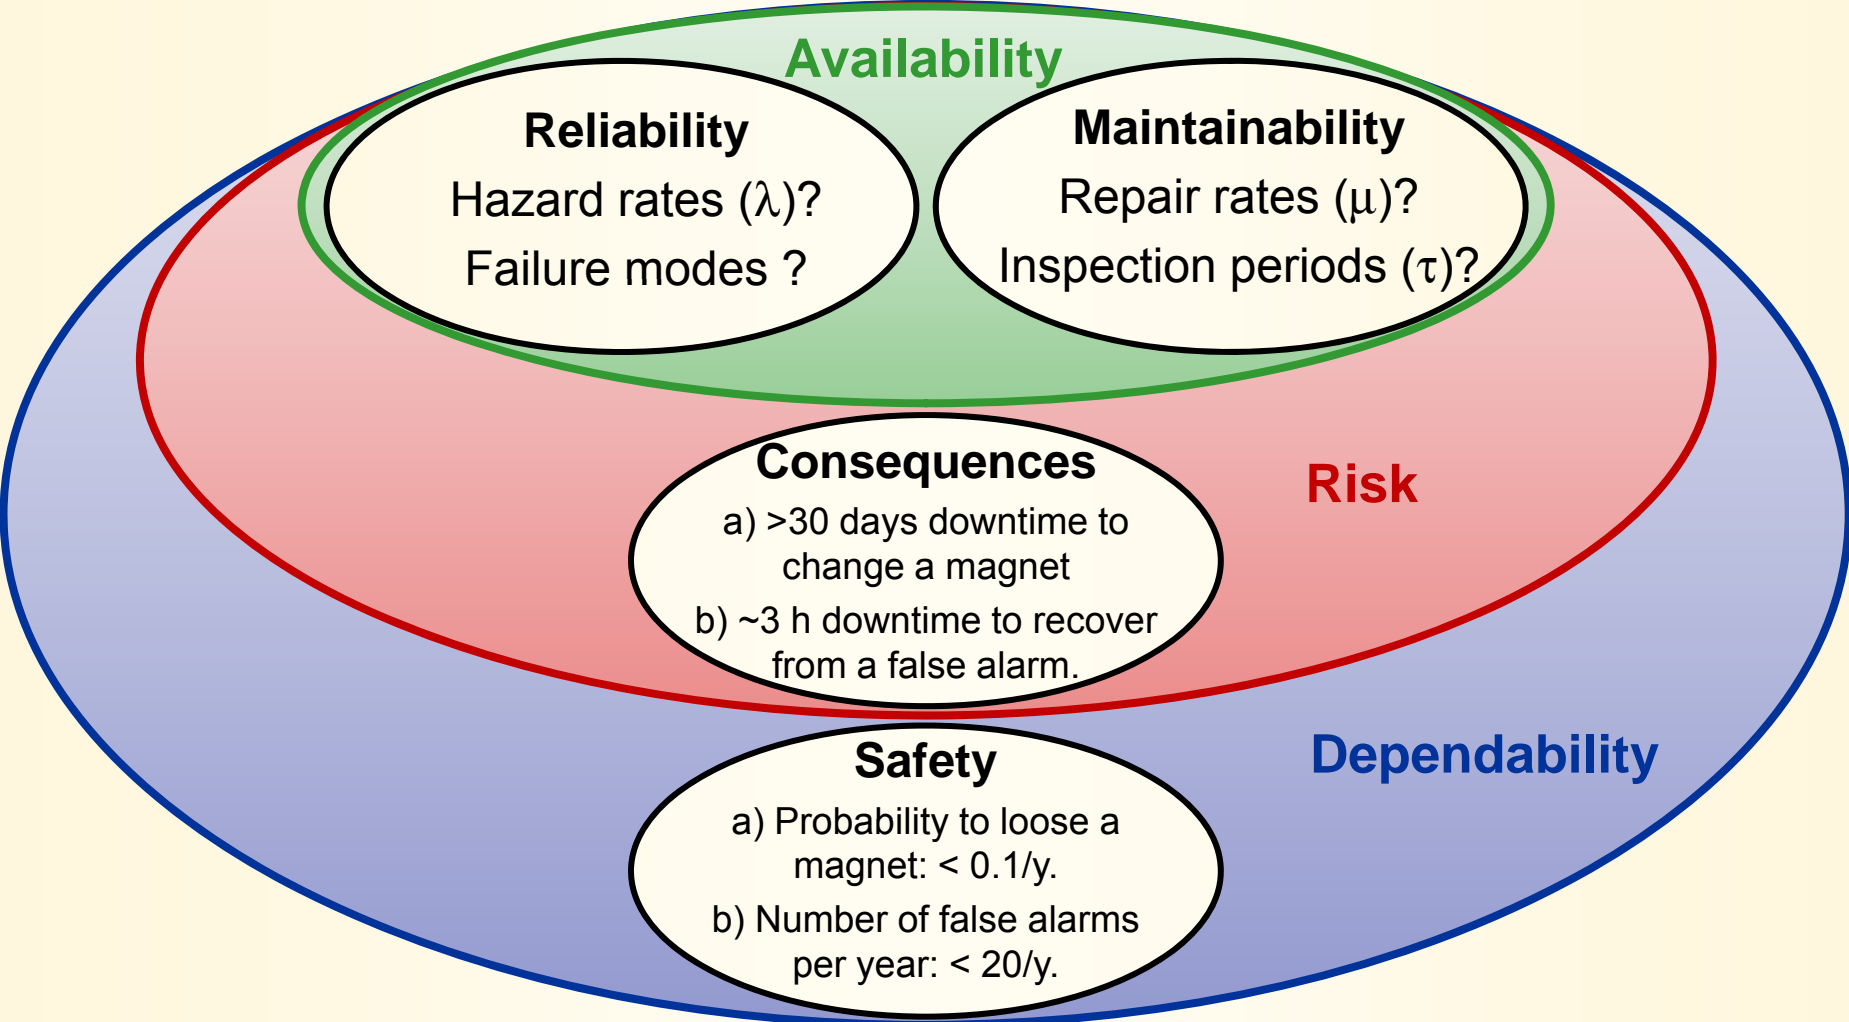 Availability
Reliability
Hazard rates (λ)?
Failure modes ?
Maintainability
Repair rates (μ)?
Inspection periods (τ)?
Consequences
a) >30 days downtime to
change a magnet
b) ~3 h downtime to recover
from a false alarm.
Risk
Safety
a) Probability to loose a
magnet: < 0.1/y.
b) Number of false alarms
per year: < 20/y.
Dependability